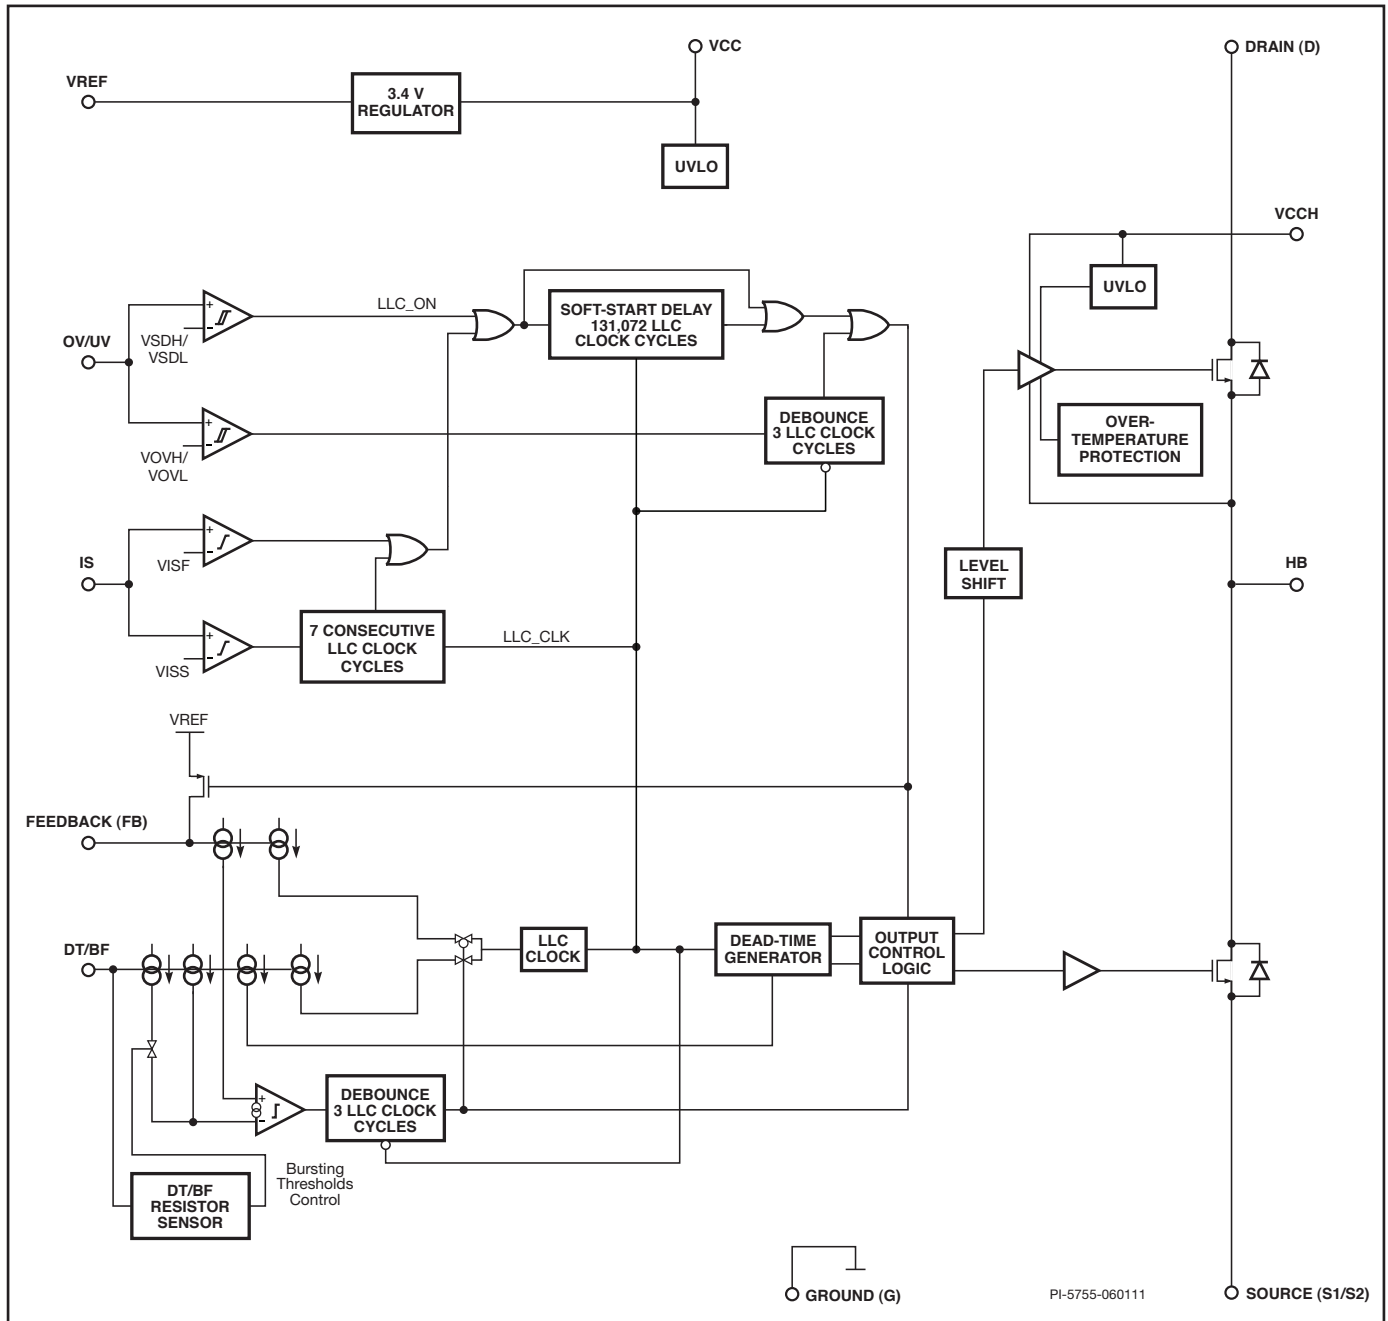 VCC
DRAIN (D)
VREF
3.4 V
REGULATOR
UVLO
VCCH
UVLO
LLC_ON
SOFT-START DELAY
131,072 LLC
CLOCK CYCLES
OV/UV
+
-
VSDH/
VSDL
+
-
VOVH/
VOVL
DEBOUNCE
3 LLC CLOCK
CYCLES
OVER-
TEMPERATURE
PROTECTION
IS
+
-
VISF
LEVEL
SHIFT
HB
7 CONSECUTIVE
LLC CLOCK
CYCLES
LLC_CLK
+
-
VISS
VREF
FEEDBACK (FB)
DT/BF
LLC
CLOCK
DEAD-TIME
GENERATOR
OUTPUT
CONTROL
LOGIC
+
-
DEBOUNCE
3 LLC CLOCK
CYCLES
Bursting
Thresholds
Control
DT/BF
RESISTOR
SENSOR
GROUND (G)
PI-5755-060111
SOURCE (S1/S2)